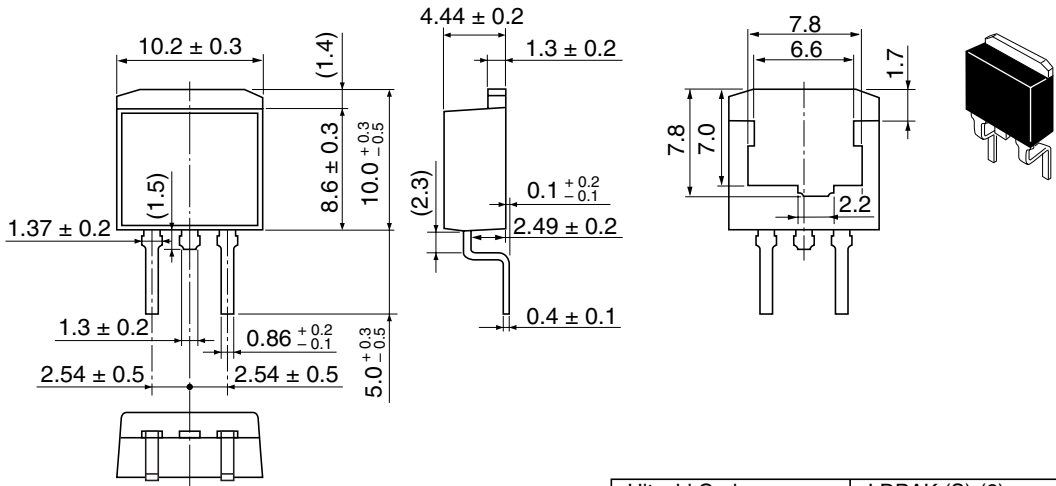 10.2 ± 0.3
(1.4)
8.6 ± 0.3
10.0 + 0.3 − 0.5
(1.5)
1.37 ± 0.2
1.3 ± 0.2
0.86 + 0.2 − 0.1
2.54 ± 0.5
2.54 ± 0.5
5.0 + 0.3 − 0.5
4.44 ± 0.2
1.3 ± 0.2
(2.3)
0.1 + 0.2 − 0.1
2.49 ± 0.2
0.4 ± 0.1
7.8
6.6
1.7
7.8
7.0
2.2